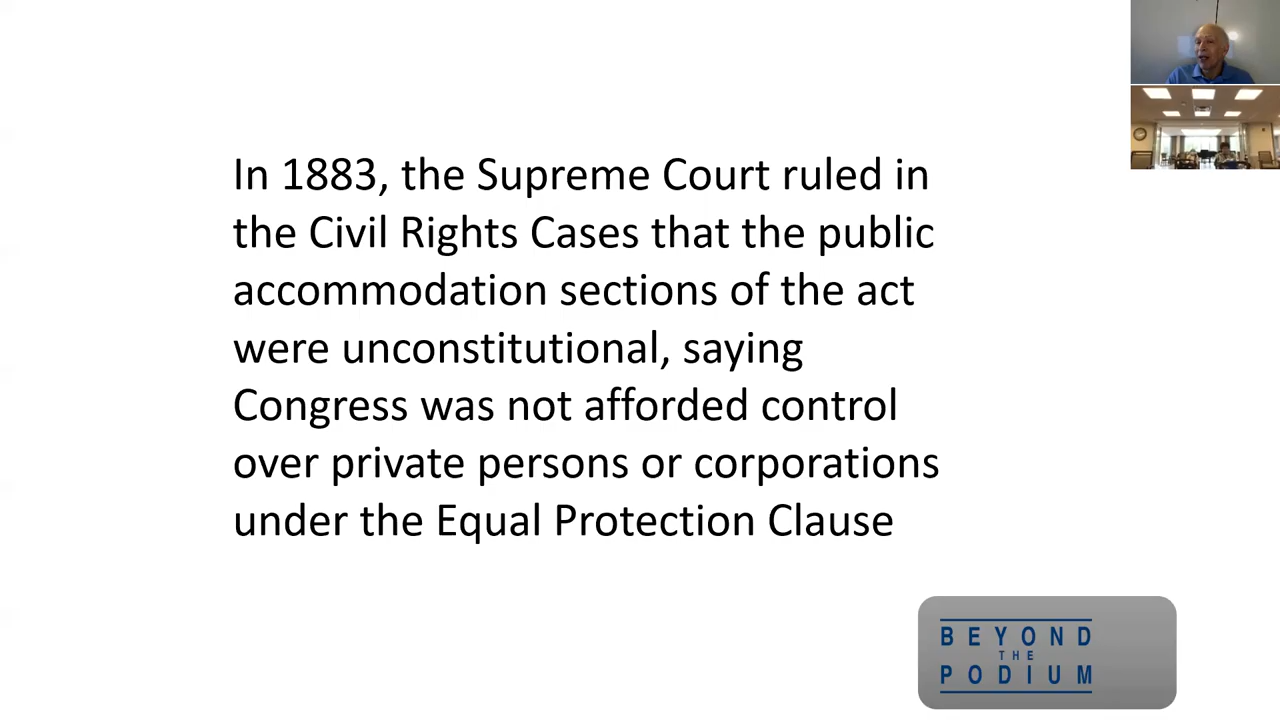 In 1883, the Supreme Court ruled in
the Civil Rights Cases that the public
accommodation sections of the act
were unconstitutional, saying
Congress was not afforded control
over private persons or corporations
under the Equal Protection Clause
BEYOND
THE
PODIUM